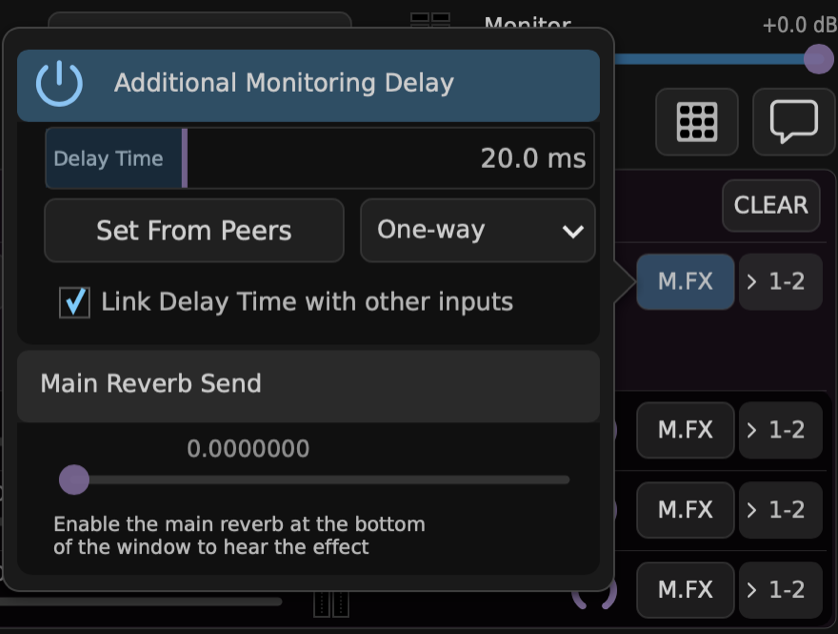 Monitor
+0.0 dB
Additional Monitoring Delay
Delay Time 20.0 ms
Set From Peers One-way
CLEAR
M.FX > 1-2
Link Delay Time with other inputs
Main Reverb Send
0.0000000
M.FX > 1-2
M.FX > 1-2
Enable the main reverb at the bottom
of the window to hear the effect
M.FX > 1-2